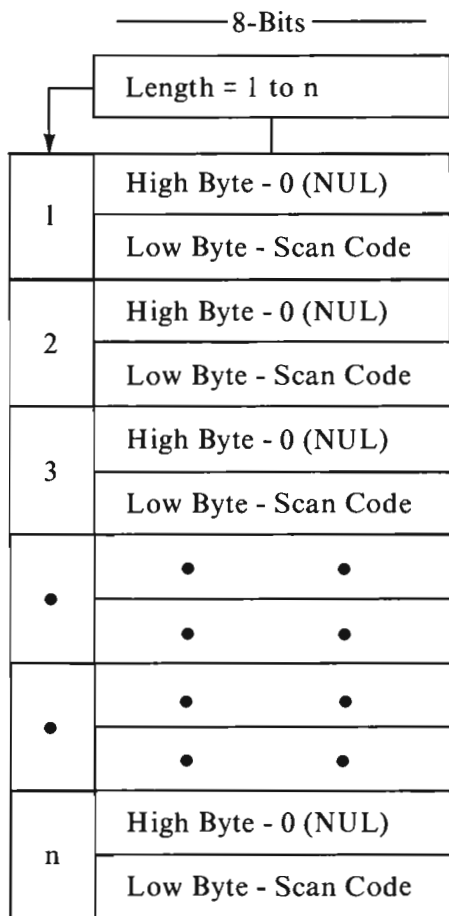 8-Bits
Length = 1 to n
1
High Byte - 0 (NUL)
Low Byte - Scan Code
2
High Byte - 0 (NUL)
Low Byte - Scan Code
3
High Byte - 0 (NUL)
Low Byte - Scan Code
n
High Byte - 0 (NUL)
Low Byte - Scan Code